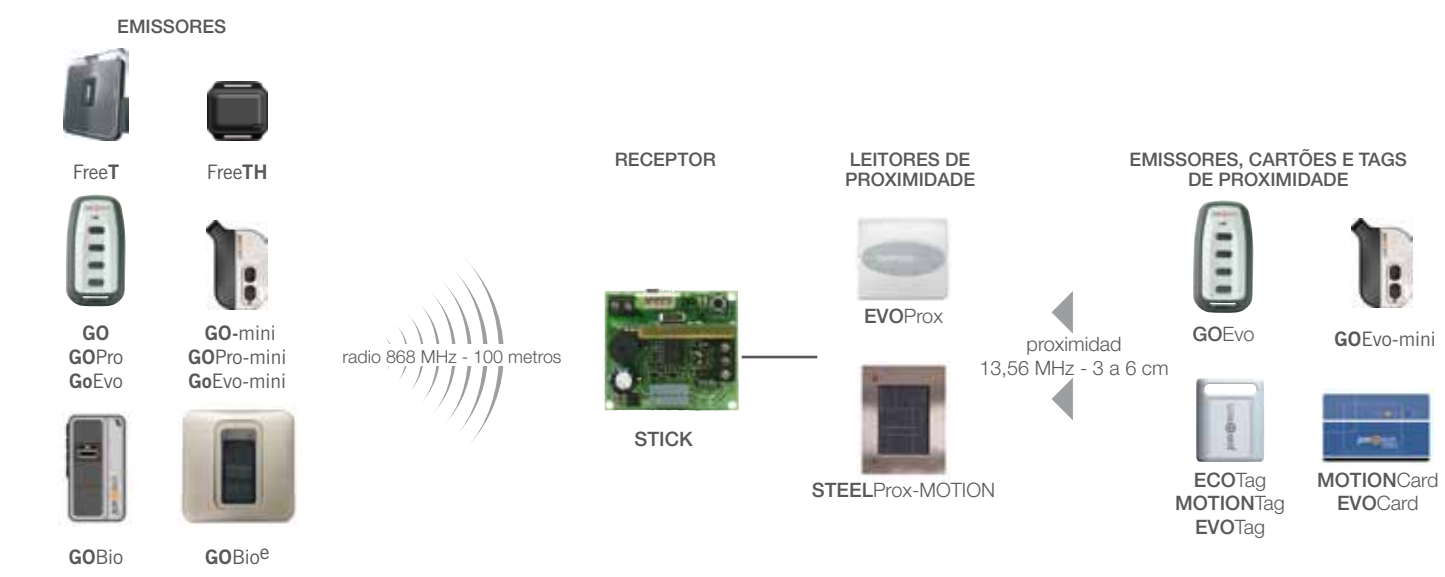 EMISSORES
FreeT
FreeTH
GO
GOPro
GoEvo
GO-mini
GOPro-mini
GoEvo-mini
GOBio
GOBioe
radio 868 MHz - 100 metros
RECEPTOR
STICK
LEITORES DE
PROXIMIDADE
EVOProx
STEELProx-MOTION
proximidad
13,56 MHz - 3 a 6 cm
EMISSORES, CARTÕES E TAGS
DE PROXIMIDADE
GOEvo
GOEvo-mini
ECOTag
MOTIONTag
EVOTag
MOTIONCard
EVOCard